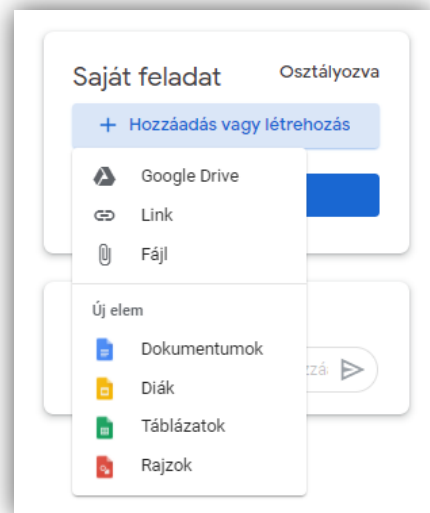 Saját feladat
Osztályozva
+ Hozzáadás vagy létrehozás
Google Drive
Link
Fájl
Új elem
Dokumentumok
Diák
Táblázatok
Rajzok